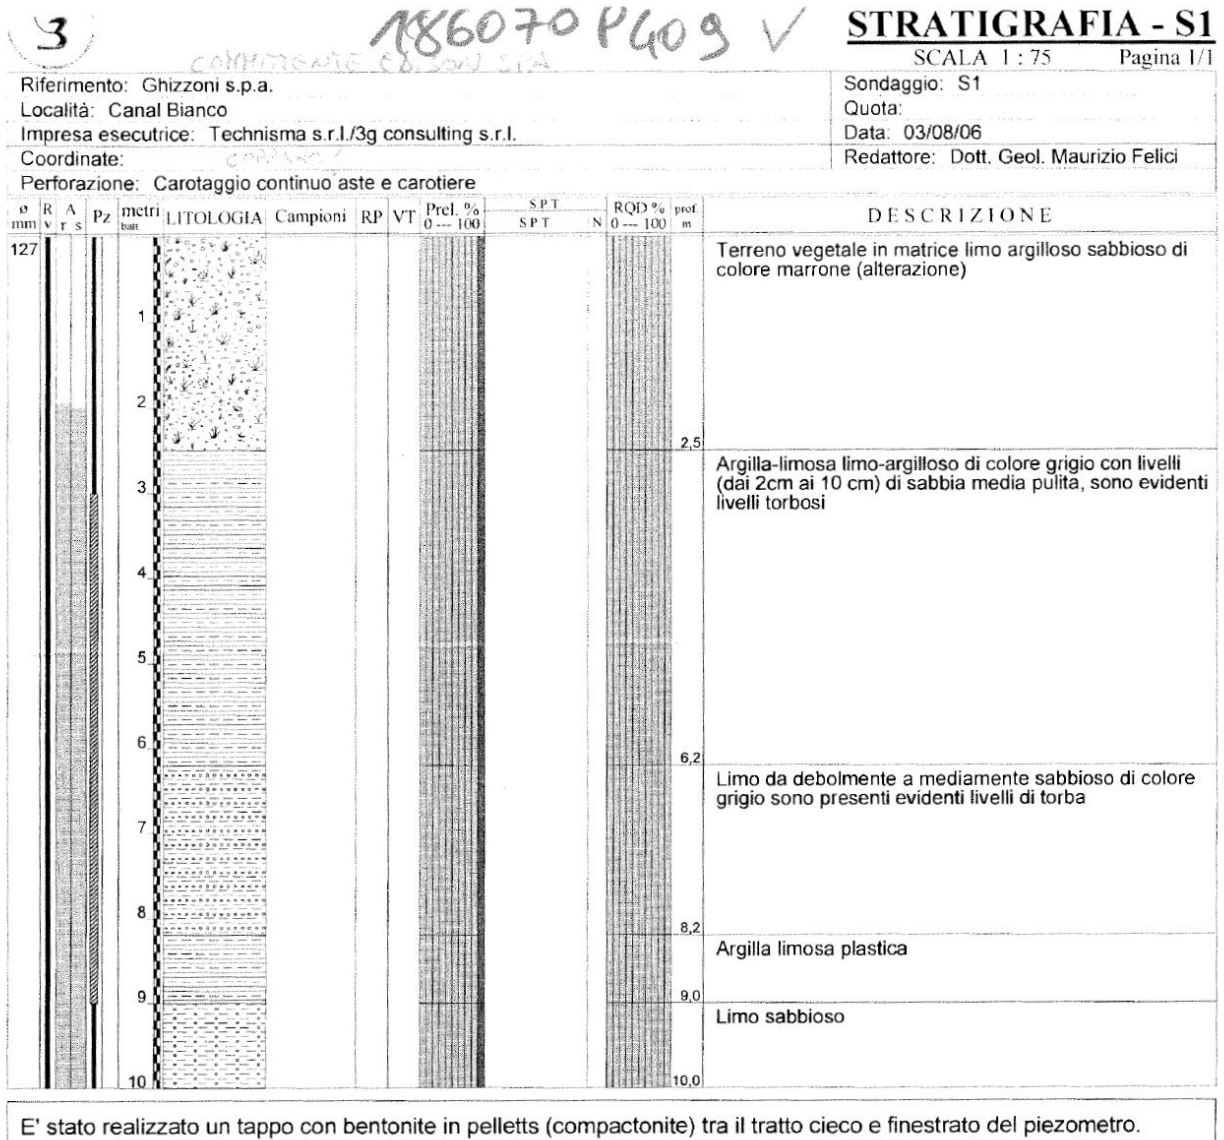 3
186070P409 V
STRATIGRAFIA - S1
COMMITTENTE EDISON SPA
SCALA 1 : 75 Pagina 1/1
Riferimento: Ghizzoni s.p.a.
Sondaggio: S1
Località: Canal Bianco
Quota:
Impresa esecutrice: Technisma s.r.l./3g consulting s.r.l.
Data: 03/08/06
Coordinate:
Redattore: Dott. Geol. Maurizio Felici
Perforazione: Carotaggio continuo aste e carotiere
ø mm R v A r s Pz metri batt. LITOLOGIA Campioni RP VT Prel. % 0 --- 100 S.P.T. S.P.T. N RQD % 0 --- 100 prof. m DESCRIZIONE
127
Terreno vegetale in matrice limo argilloso sabbioso di
colore marrone (alterazione)
1
2
2,5
Argilla-limosa limo-argilloso di colore grigio con livelli
(dai 2cm ai 10 cm) di sabbia media pulita, sono evidenti
livelli torbosi
3
4
5
6
6,2
Limo da debolmente a mediamente sabbioso di colore
grigio sono presenti evidenti livelli di torba
7
8
8,2
Argilla limosa plastica
9
9,0
Limo sabbioso
10
10,0
E' stato realizzato un tappo con bentonite in pelletts (compactonite) tra il tratto cieco e finestrato del piezometro.